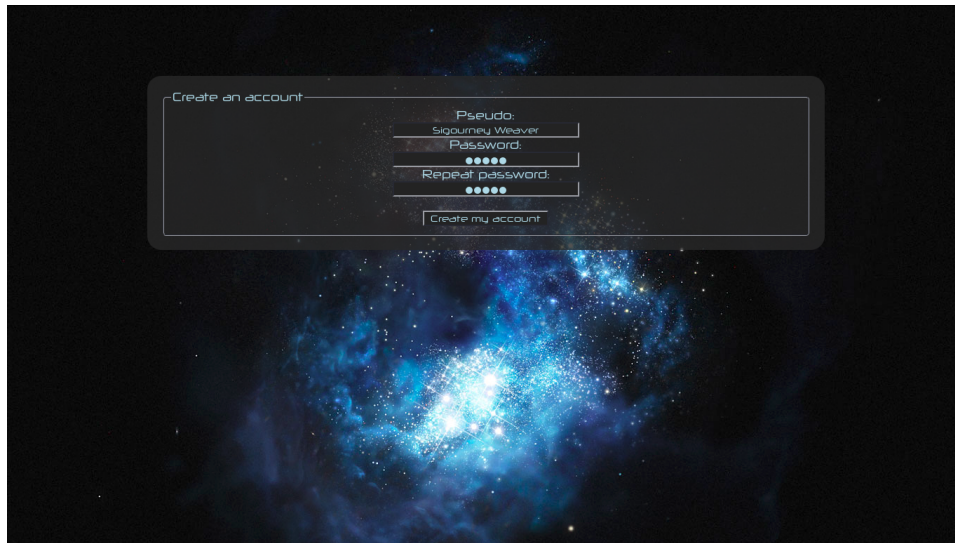 Create an account
Pseudo:
Sigourney Weaver
Password:
●●●●●
Repeat password:
●●●●●
Create my account